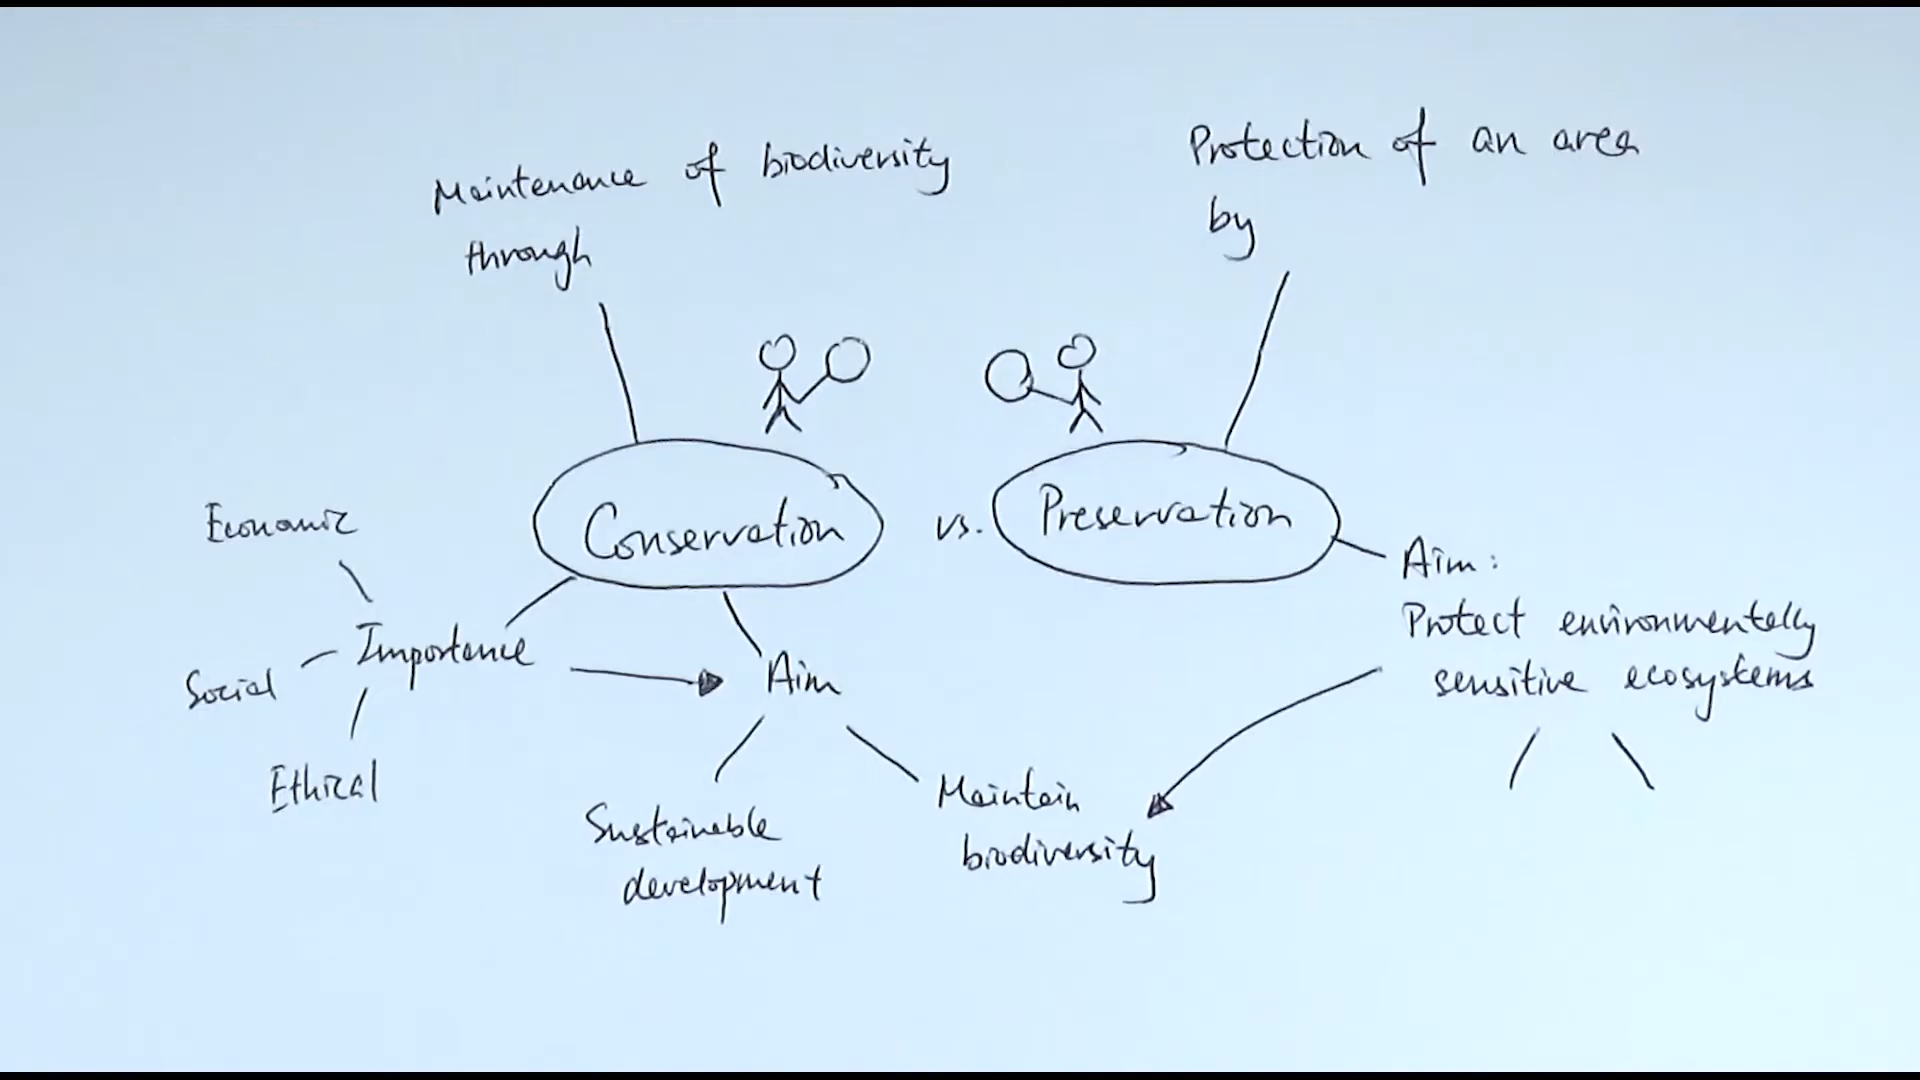 Maintenance of biodiversity
through
Protection of an area
by
Conservation
vs.
Preservation
Economic
Importance
Social
Ethical
Aim
Sustainable
development
Maintain
biodiversity
Aim:
Protect environmentally
sensitive ecosystems